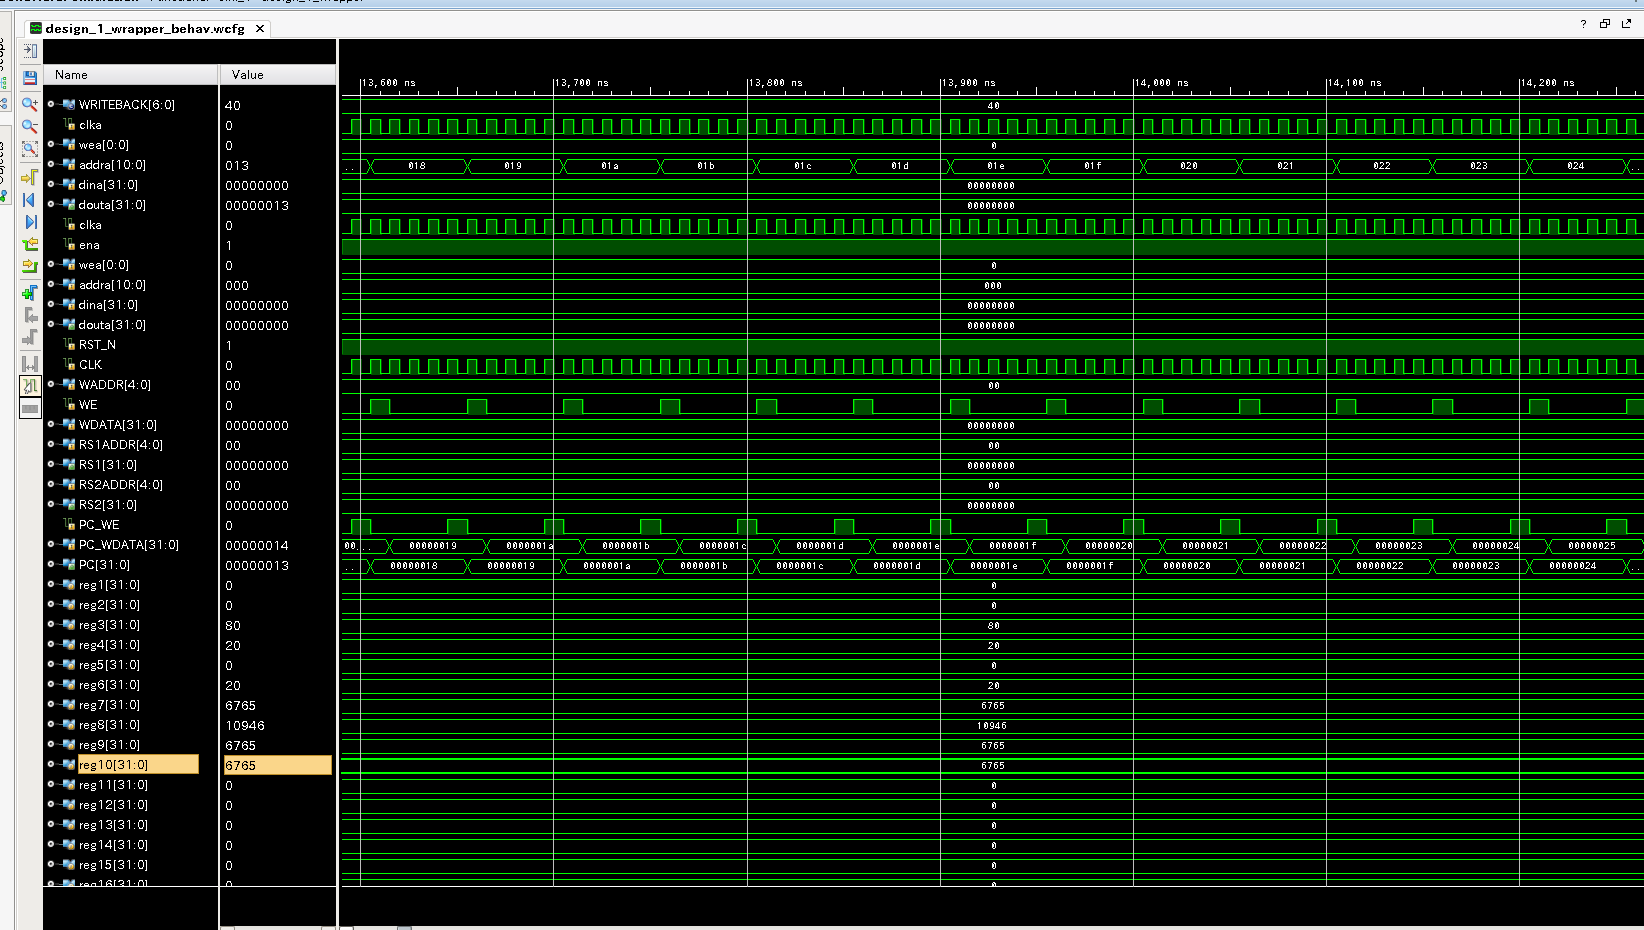 design_1_wrapper_behav.wcfg
Name Value
13,600 ns 13,700 ns 13,800 ns 13,900 ns 14,000 ns 14,100 ns 14,200 ns
WRITEBACK[6:0] 40 40
clka 0
wea[0:0] 0 0
addra[10:0] 013 .. 018 019 01a 01b 01c 01d 01e 01f 020 021 022 023 024 ..
dina[31:0] 00000000 00000000
douta[31:0] 00000013 00000000
clka 0
ena 1
wea[0:0] 0 0
addra[10:0] 000 000
dina[31:0] 00000000 00000000
douta[31:0] 00000000 00000000
RST_N 1
CLK 0
WADDR[4:0] 00 00
WE 0
WDATA[31:0] 00000000 00000000
RS1ADDR[4:0] 00 00
RS1[31:0] 00000000 00000000
RS2ADDR[4:0] 00 00
RS2[31:0] 00000000 00000000
PC_WE 0
PC_WDATA[31:0] 00000014 00... 00000019 0000001a 0000001b 0000001c 0000001d 0000001e 0000001f 00000020 00000021 00000022 00000023 00000024 00000025
PC[31:0] 00000013 .. 00000018 00000019 0000001a 0000001b 0000001c 0000001d 0000001e 0000001f 00000020 00000021 00000022 00000023 00000024 ..
reg1[31:0] 0 0
reg2[31:0] 0 0
reg3[31:0] 80 80
reg4[31:0] 20 20
reg5[31:0] 0 0
reg6[31:0] 20 20
reg7[31:0] 6765 6765
reg8[31:0] 10946 10946
reg9[31:0] 6765 6765
reg10[31:0] 6765 6765
reg11[31:0] 0 0
reg12[31:0] 0 0
reg13[31:0] 0 0
reg14[31:0] 0 0
reg15[31:0] 0 0
reg16[31:0] 0 0